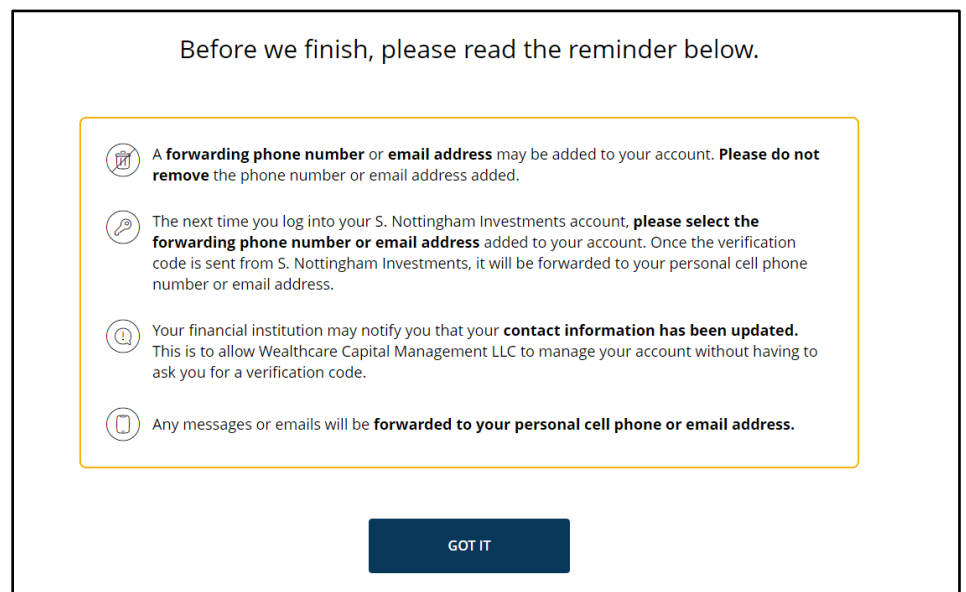 Before we finish, please read the reminder below.
A forwarding phone number or email address may be added to your account. Please do not
remove the phone number or email address added.
The next time you log into your S. Nottingham Investments account, please select the
forwarding phone number or email address added to your account. Once the verification
code is sent from S. Nottingham Investments, it will be forwarded to your personal cell phone
number or email address.
Your financial institution may notify you that your contact information has been updated.
This is to allow Wealthcare Capital Management LLC to manage your account without having to
ask you for a verification code.
Any messages or emails will be forwarded to your personal cell phone or email address.
GOT IT